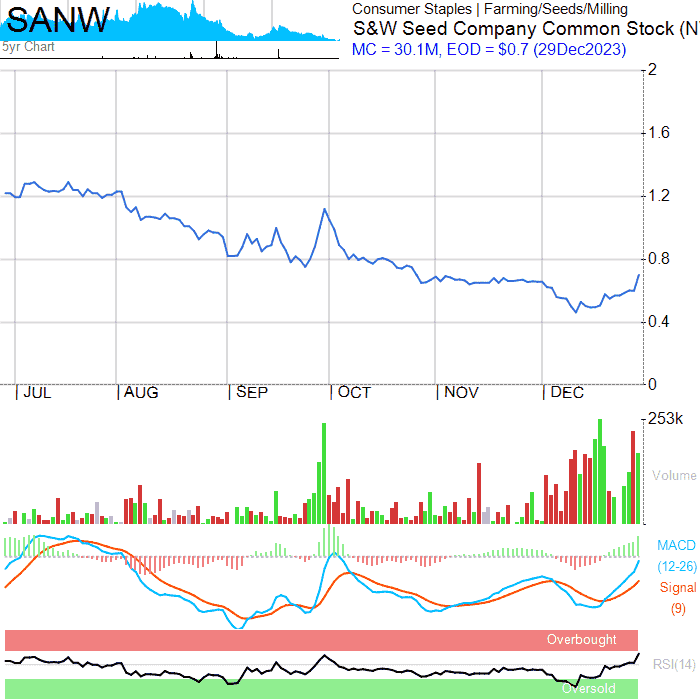 SANW
5yr Chart
Consumer Staples | Farming/Seeds/Milling
S&W Seed Company Common Stock (N
MC = 30.1M, EOD = $0.7 (29Dec2023)
2
1.6
1.2
0.8
0.4
0
JUL AUG SEP OCT NOV DEC
253k
Volume
MACD
(12-26)
Signal
(9)
Overbought
RSI(14)
Oversold